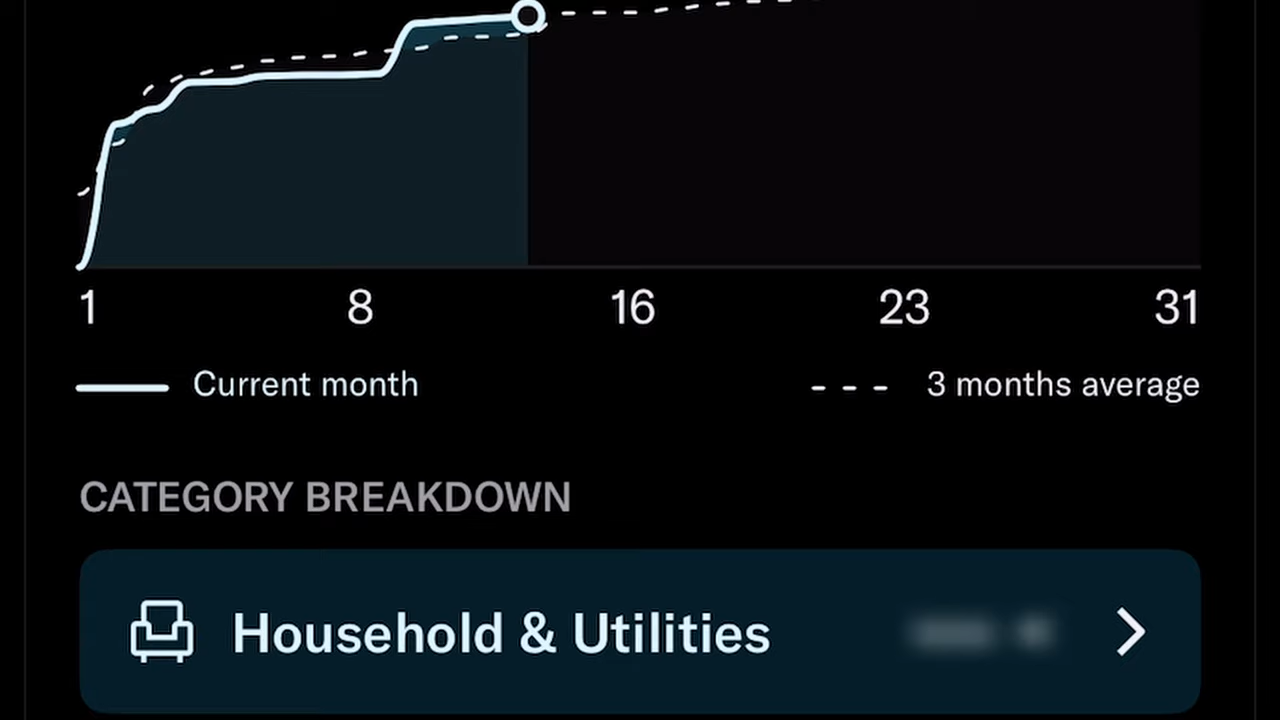 1 8 16 23 31
Current month 3 months average
CATEGORY BREAKDOWN
Household & Utilities